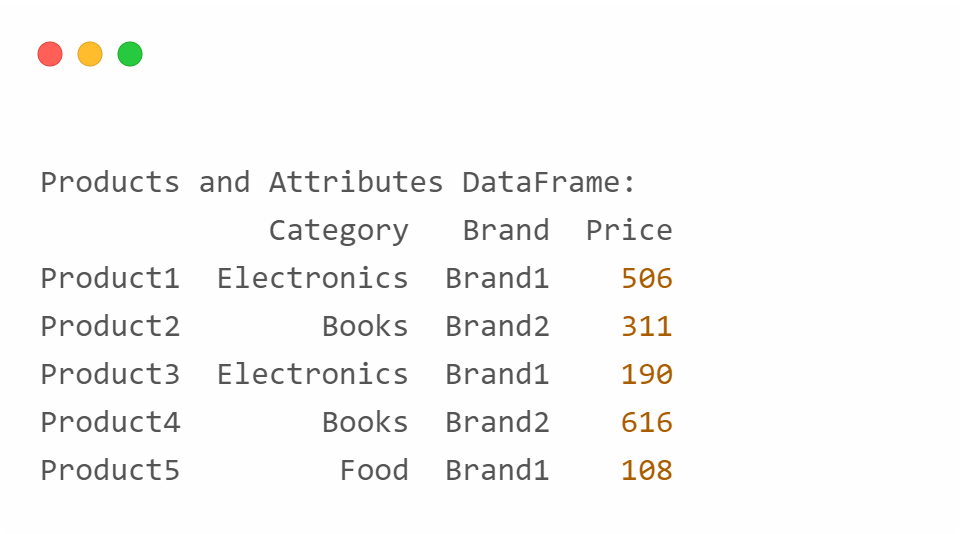 Products and Attributes DataFrame:
Category Brand Price
Product1 Electronics Brand1 506
Product2 Books Brand2 311
Product3 Electronics Brand1 190
Product4 Books Brand2 616
Product5 Food Brand1 108